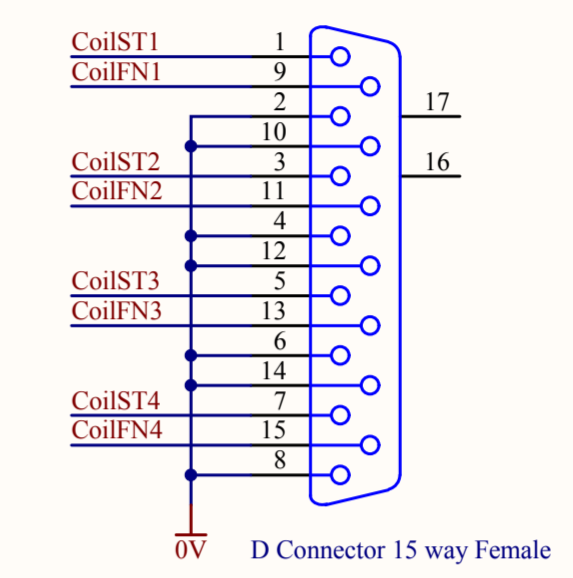 CoilST1 1
CoilFN1 9
2 17
10
CoilST2 3 16
CoilFN2 11
4
12
CoilST3 5
CoilFN3 13
6
14
CoilST4 7
CoilFN4 15
8
0V D Connector 15 way Female